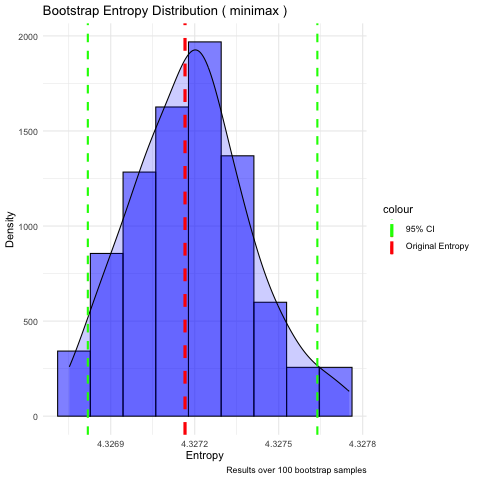 Bootstrap Entropy Distribution ( minimax )
2000
1500
1000
500
0
Density
4.3269
4.3272
4.3275
4.3278
Entropy
colour
95% CI
Original Entropy
Results over 100 bootstrap samples